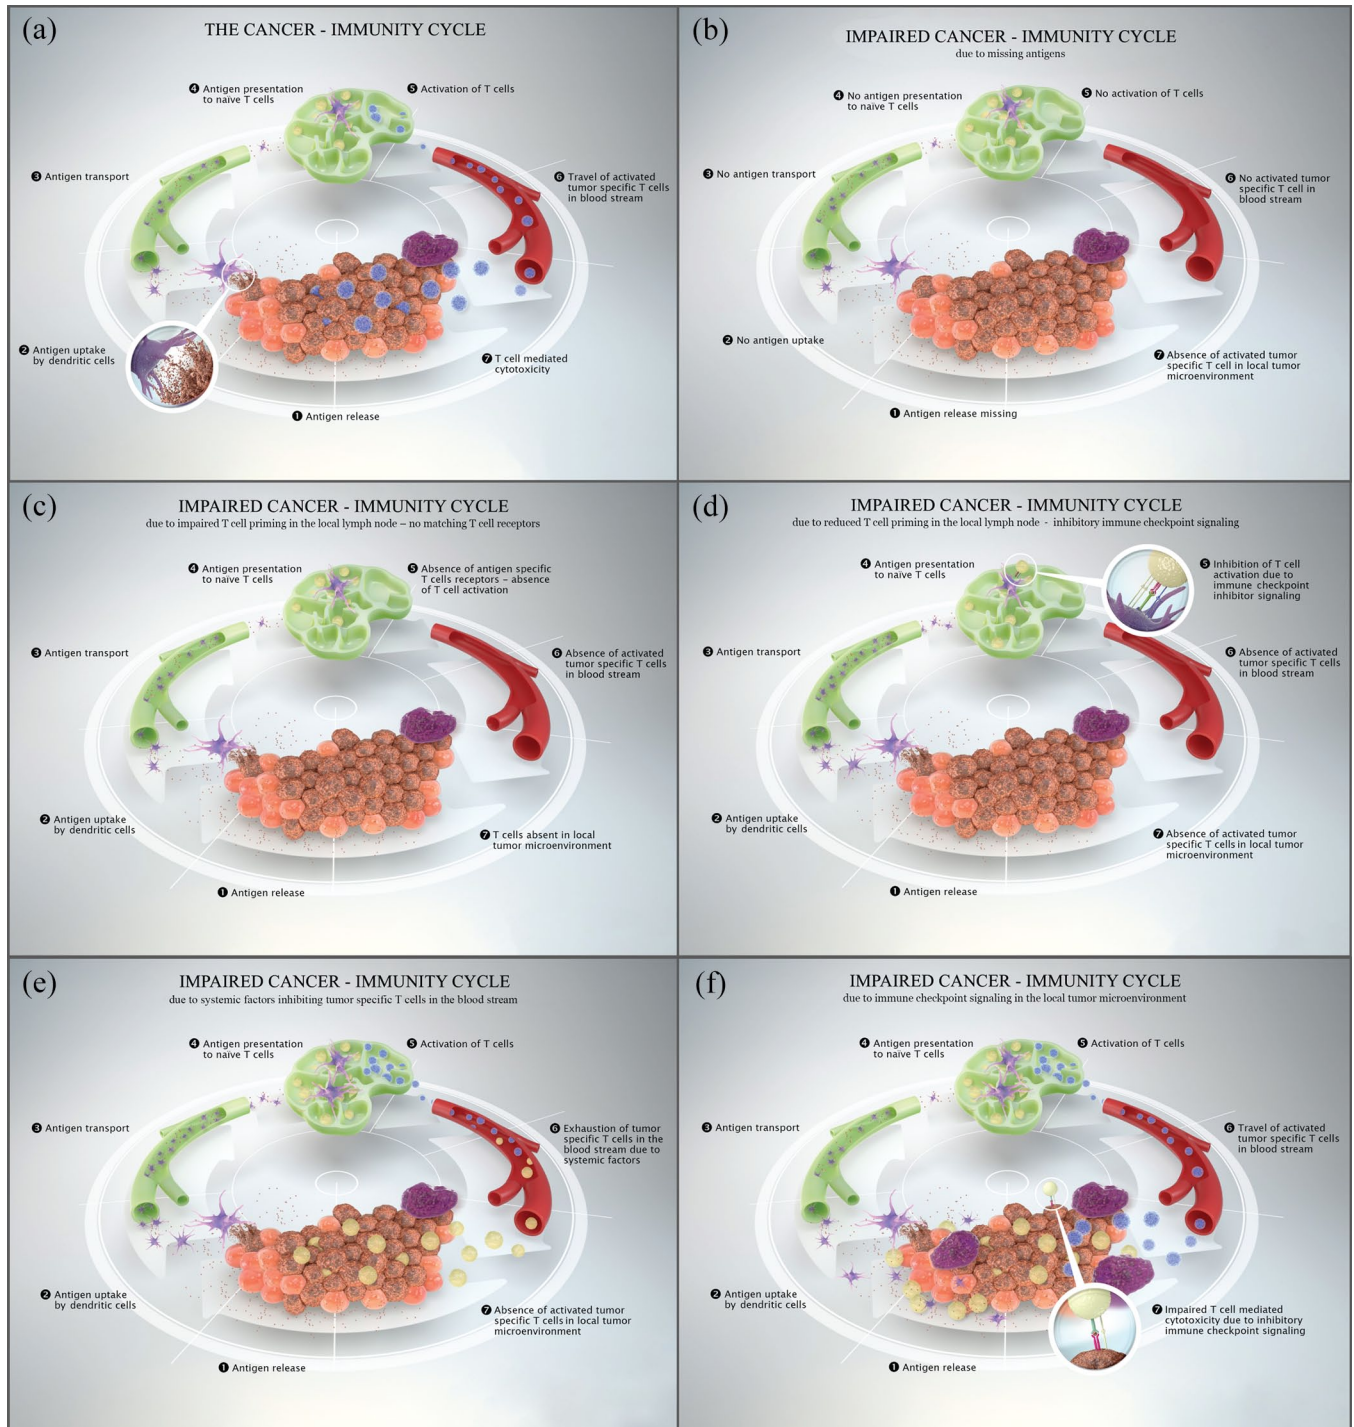 (a)
THE CANCER - IMMUNITY CYCLE
❹ Antigen presentation
to naïve T cells
❺ Activation of T cells
❸ Antigen transport
❻ Travel of activated
tumor specific T cells
in blood stream
❷ Antigen uptake
by dendritic cells
❼ T cell mediated
cytotoxicity
❶ Antigen release
(b)
IMPAIRED CANCER - IMMUNITY CYCLE
due to missing antigens
❹ No antigen presentation
to naïve T cells
❺ No activation of T cells
❸ No antigen transport
❻ No activated tumor
specific T cell in
blood stream
❷ No antigen uptake
❼ Absence of activated tumor
specific T cell in local tumor
microenvironment
❶ Antigen release missing
(c)
IMPAIRED CANCER - IMMUNITY CYCLE
due to impaired T cell priming in the local lymph node – no matching T cell receptors
❹ Antigen presentation
to naïve T cells
❺ Absence of antigen specific
T cells receptors – absence
of T cell activation
❸ Antigen transport
❻ Absence of activated
tumor specific T cells
in blood stream
❷ Antigen uptake
by dendritic cells
❼ T cells absent in local
tumor microenvironment
❶ Antigen release
(d)
IMPAIRED CANCER - IMMUNITY CYCLE
due to reduced T cell priming in the local lymph node - inhibitory immune checkpoint signaling
❹ Antigen presentation
to naïve T cells
❺ Inhibition of T cell
activation due to
immune checkpoint
inhibitor signaling
❸ Antigen transport
❻ Absence of activated
tumor specific T cells
in blood stream
❷ Antigen uptake
by dendritic cells
❼ Absence of activated tumor
specific T cells in local tumor
microenvironment
❶ Antigen release
(e)
IMPAIRED CANCER - IMMUNITY CYCLE
due to systemic factors inhibiting tumor specific T cells in the blood stream
❹ Antigen presentation
to naïve T cells
❺ Activation of T cells
❸ Antigen transport
❻ Exhaustion of tumor
specific T cells in the
blood stream due to
systemic factors
❷ Antigen uptake
by dendritic cells
❼ Absence of activated tumor
specific T cells in local tumor
microenvironment
❶ Antigen release
(f)
IMPAIRED CANCER - IMMUNITY CYCLE
due to immune checkpoint signaling in the local tumor microenvironment
❹ Antigen presentation
to naïve T cells
❺ Activation of T cells
❸ Antigen transport
❻ Travel of activated
tumor specific T cells
in blood stream
❷ Antigen uptake
by dendritic cells
❼ Impaired T cell mediated
cytotoxicity due to inhibitory
immune checkpoint signaling
❶ Antigen release